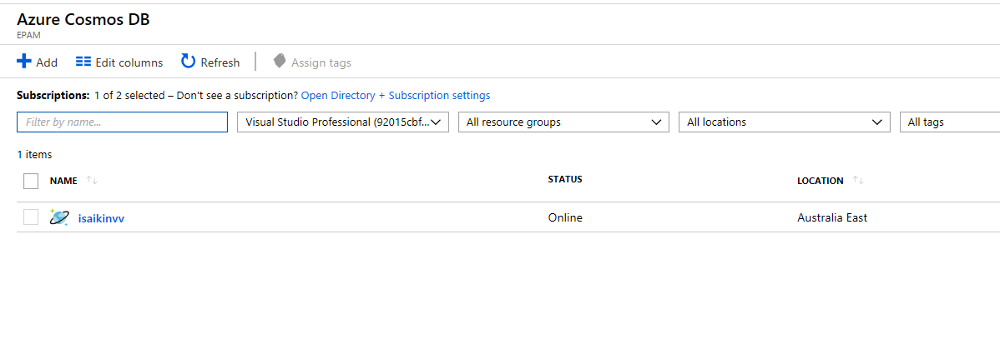 Azure Cosmos DB
EPAM
Add Edit columns Refresh Assign tags
Subscriptions: 1 of 2 selected – Don't see a subscription? Open Directory + Subscription settings
Filter by name... Visual Studio Professional (92015cbf... All resource groups All locations All tags
1 items
NAME STATUS LOCATION
isaikinvv Online Australia East